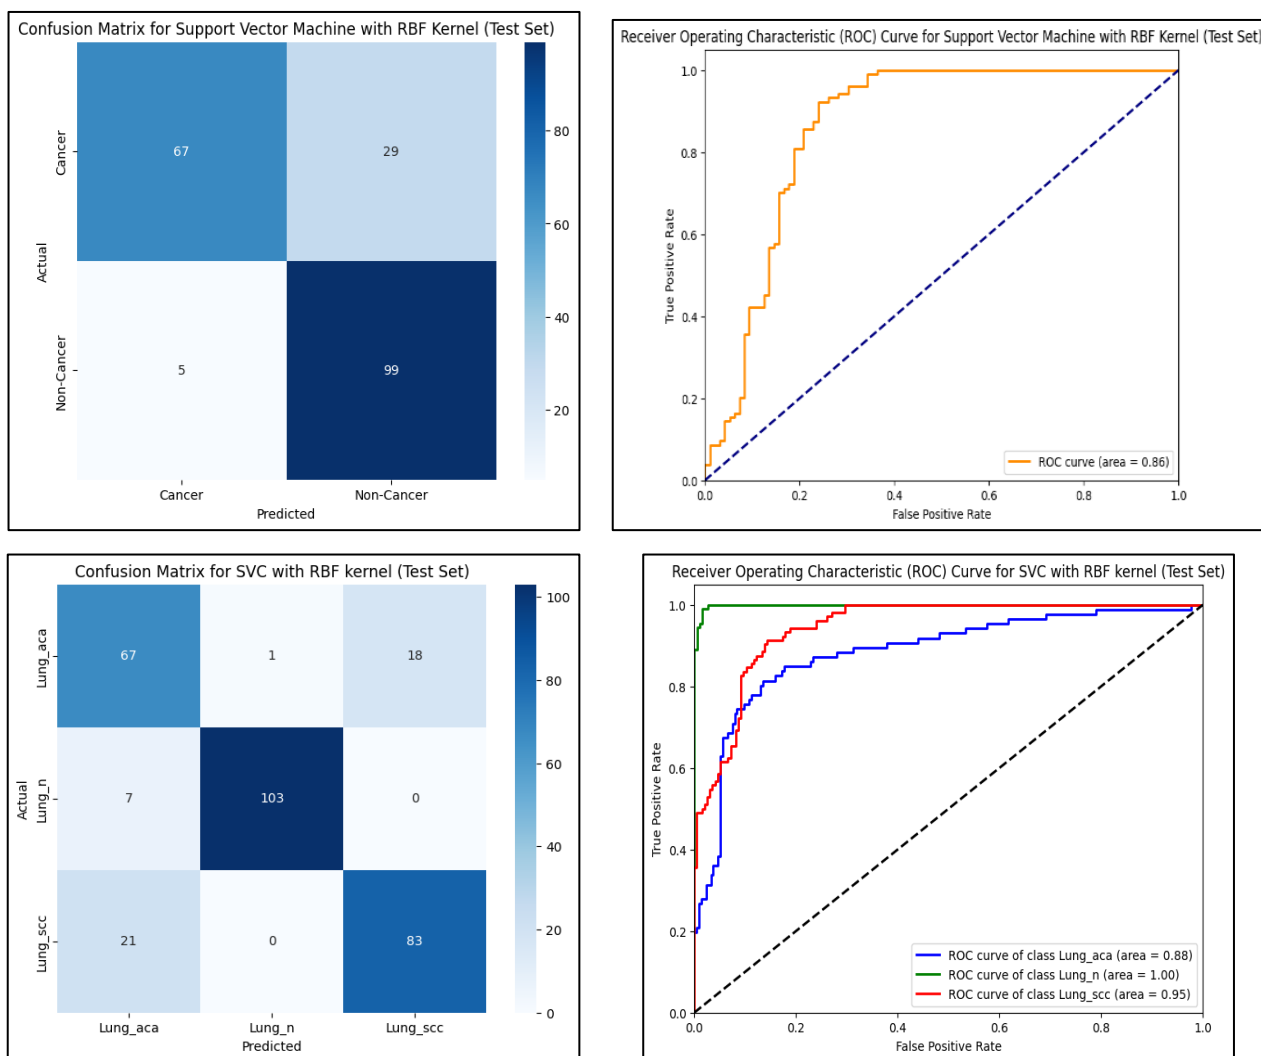 Confusion Matrix for Support Vector Machine with RBF Kernel (Test Set)
Actual
Cancer
Non-Cancer
67
29
5
99
Cancer
Non-Cancer
Predicted
80
60
40
20
Receiver Operating Characteristic (ROC) Curve for Support Vector Machine with RBF Kernel (Test Set)
True Positive Rate
1.0
0.8
0.6
0.4
0.2
0.0
ROC curve (area = 0.86)
0.0
0.2
0.4
0.6
0.8
1.0
False Positive Rate
Confusion Matrix for SVC with RBF kernel (Test Set)
Actual
Lung_aca
Lung_n
Lung_scc
67
1
18
7
103
0
21
0
83
Lung_aca
Lung_n
Lung_scc
Predicted
100
80
60
40
20
0
Receiver Operating Characteristic (ROC) Curve for SVC with RBF kernel (Test Set)
True Positive Rate
1.0
0.8
0.6
0.4
0.2
0.0
ROC curve of class Lung_aca (area = 0.88)
ROC curve of class Lung_n (area = 1.00)
ROC curve of class Lung_scc (area = 0.95)
0.0
0.2
0.4
0.6
0.8
1.0
False Positive Rate